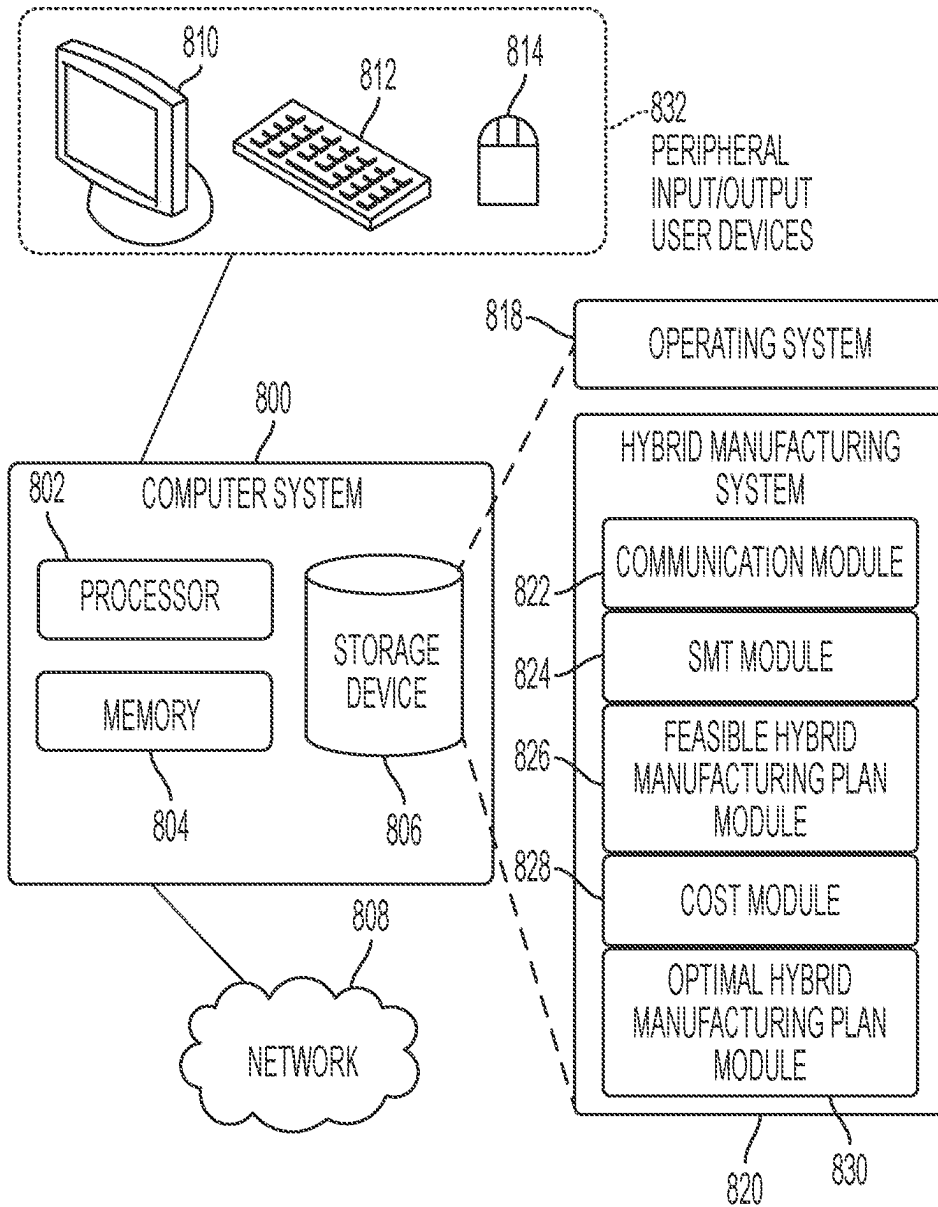 810
812
814
832
PERIPHERAL
INPUT/OUTPUT
USER DEVICES
818
OPERATING SYSTEM
800
COMPUTER SYSTEM
802
PROCESSOR
MEMORY
804
STORAGE
DEVICE
806
HYBRID MANUFACTURING
SYSTEM
COMMUNICATION MODULE
822
SMT MODULE
824
FEASIBLE HYBRID
MANUFACTURING PLAN
MODULE
826
COST MODULE
828
OPTIMAL HYBRID
MANUFACTURING PLAN
MODULE
808
NETWORK
820
830